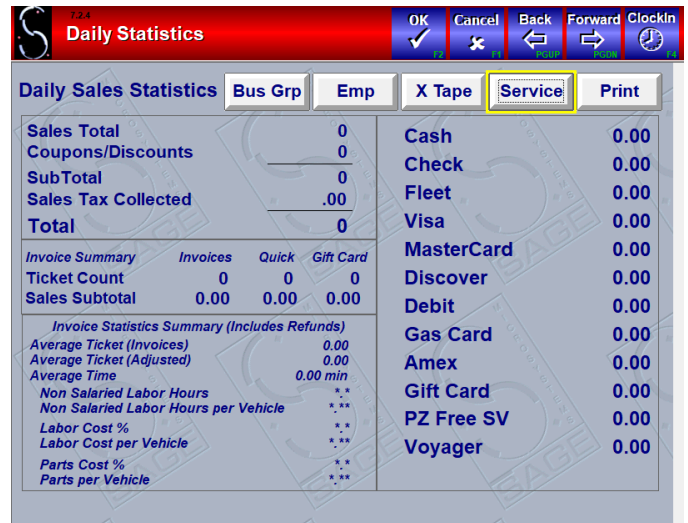 7.2.4
Daily Statistics
OK Cancel Back Forward ClockIn
F2 F1 PGUP PGDN F4
Daily Sales Statistics Bus Grp Emp X Tape Service Print
Sales Total 0
Coupons/Discounts 0
SubTotal 0
Sales Tax Collected .00
Total 0
Invoice Summary Invoices Quick Gift Card
Ticket Count 0 0 0
Sales Subtotal 0.00 0.00 0.00
Invoice Statistics Summary (Includes Refunds)
Average Ticket (Invoices) 0.00
Average Ticket (Adjusted) 0.00
Average Time 0.00 min
Non Salaried Labor Hours *.*
Non Salaried Labor Hours per Vehicle *.**
Labor Cost % *.*
Labor Cost per Vehicle *.**
Parts Cost % *.*
Parts per Vehicle *.**
Cash 0.00
Check 0.00
Fleet 0.00
Visa 0.00
MasterCard 0.00
Discover 0.00
Debit 0.00
Gas Card 0.00
Amex 0.00
Gift Card 0.00
PZ Free SV 0.00
Voyager 0.00